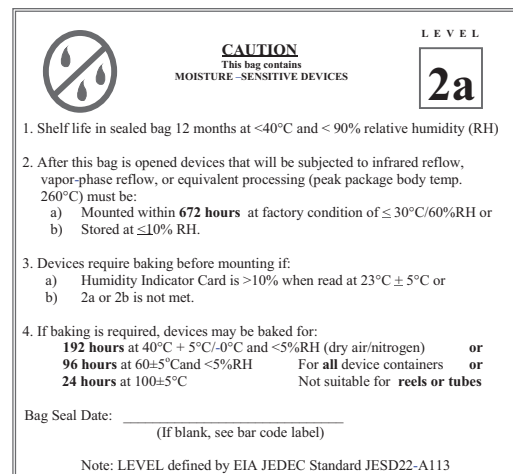 LEVEL
CAUTION
This bag contains
MOISTURE –SENSITIVE DEVICES
2a
1. Shelf life in sealed bag 12 months at <40°C and < 90% relative humidity (RH)
2. After this bag is opened devices that will be subjected to infrared reflow,
vapor-phase reflow, or equivalent processing (peak package body temp.
260°C) must be:
a) Mounted within 672 hours at factory condition of ≤ 30°C/60%RH or
b) Stored at ≤10% RH.
3. Devices require baking before mounting if:
a) Humidity Indicator Card is >10% when read at 23°C ± 5°C or
b) 2a or 2b is not met.
4. If baking is required, devices may be baked for:
192 hours at 40°C + 5°C/-0°C and <5%RH (dry air/nitrogen) or
96 hours at 60±5°Cand <5%RH For all device containers or
24 hours at 100±5°C Not suitable for reels or tubes
Bag Seal Date: ______________________________
(If blank, see bar code label)
Note: LEVEL defined by EIA JEDEC Standard JESD22-A113